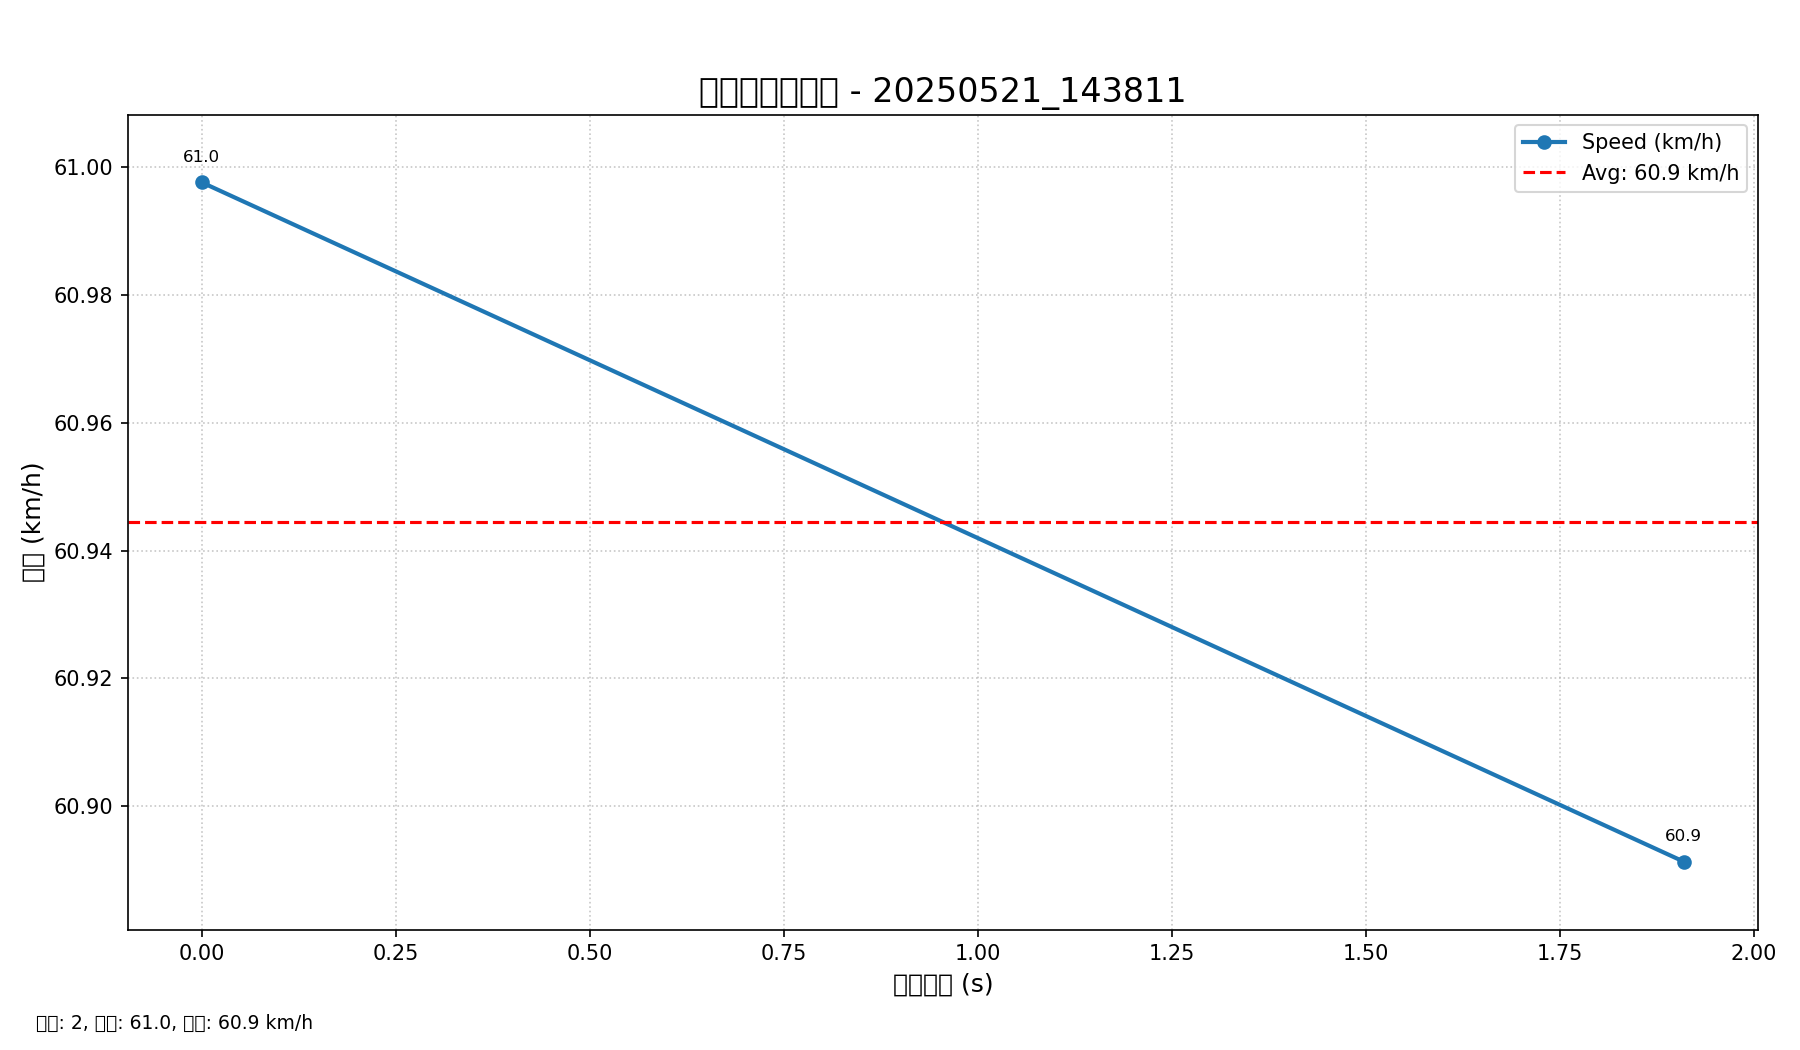 - 20250521_143811
Speed (km/h)
Avg: 60.9 km/h
61.0
60.9
61.00
60.98
60.96
60.94
60.92
60.90
(km/h)
0.00 0.25 0.50 0.75 1.00 1.25 1.50 1.75 2.00
(s)
: 2, : 61.0, : 60.9 km/h